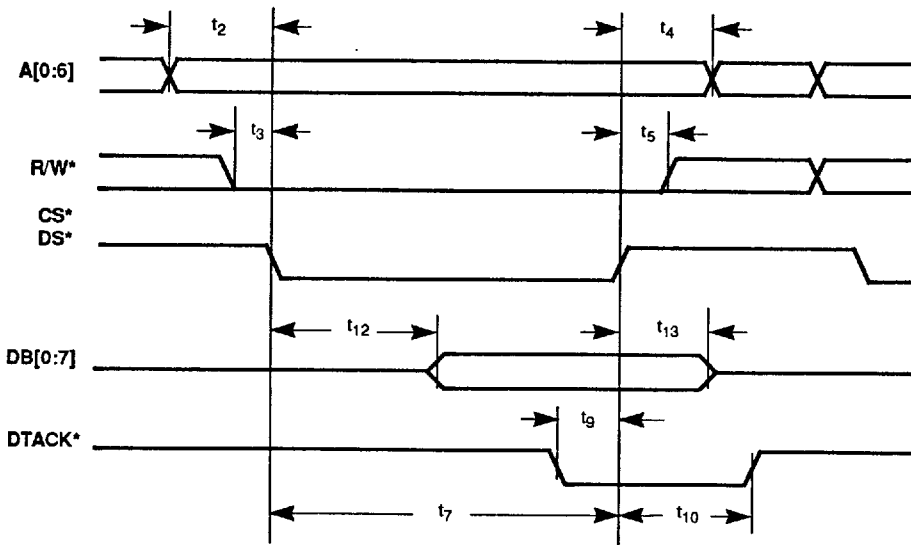 t2
t4
A[0:6]
t3
t5
R/W*
CS*
DS*
t12
t13
DB[0:7]
t9
DTACK*
t7
t10